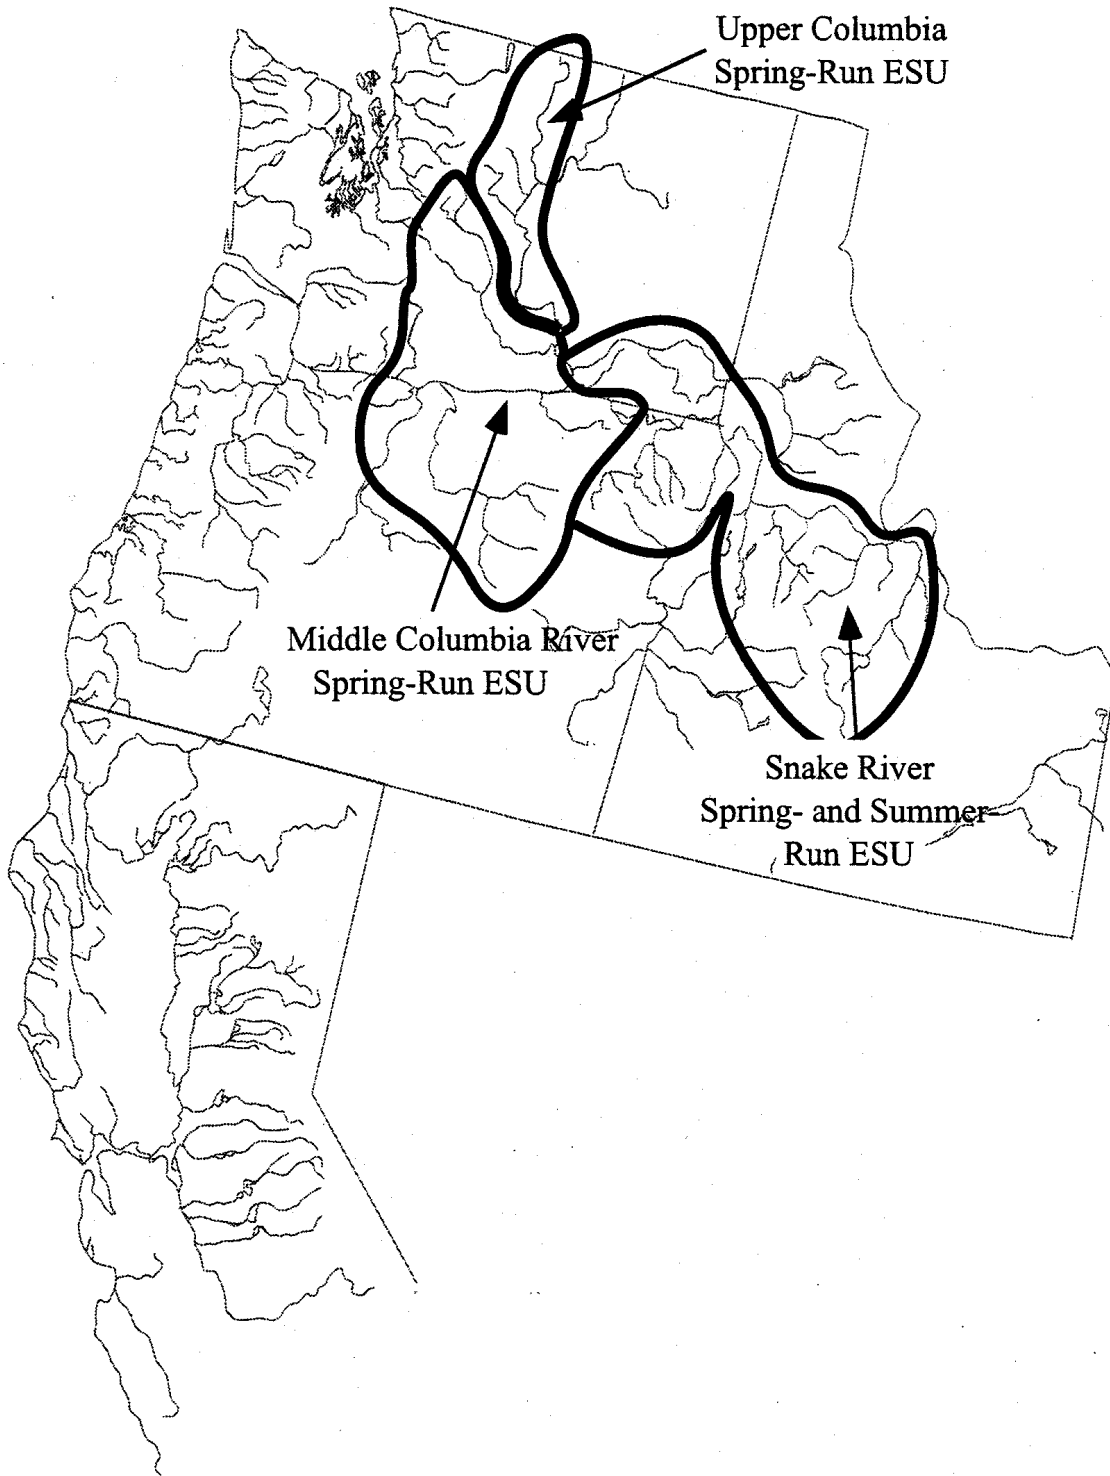 Upper Columbia
Spring-Run ESU
Middle Columbia River
Spring-Run ESU
Snake River
Spring- and Summer-
Run ESU